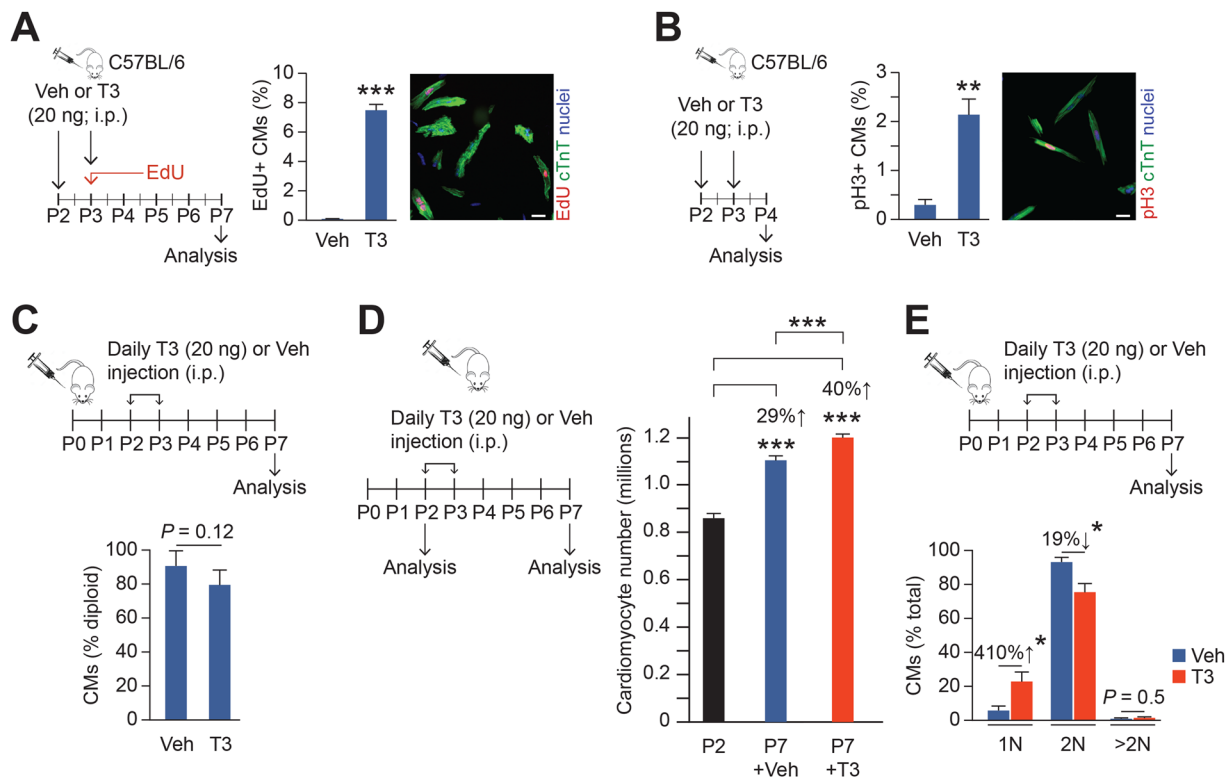 A
C57BL/6
Veh or T3
(20 ng; i.p.)
EdU
P2 P3 P4 P5 P6 P7
Analysis
EdU+ CMs (%)
10
8
6
4
2
0
***
Veh T3
EdU cTnT nuclei
B
C57BL/6
Veh or T3
(20 ng; i.p.)
P2 P3 P4
Analysis
pH3+ CMs (%)
3
2
1
0
**
Veh T3
pH3 cTnT nuclei
C
Daily T3 (20 ng) or Veh
injection (i.p.)
P0 P1 P2 P3 P4 P5 P6 P7
Analysis
P = 0.12
CMs (% diploid)
100
80
60
40
20
0
Veh T3
D
Daily T3 (20 ng) or Veh
injection (i.p.)
P0 P1 P2 P3 P4 P5 P6 P7
Analysis Analysis
Cardiomyocyte number (millions)
1.2
1.0
0.8
0.6
0.4
0.2
0
***
40%↑
29%↑
***
***
P2 P7 P7
+Veh +T3
E
Daily T3 (20 ng) or Veh
injection (i.p.)
P0 P1 P2 P3 P4 P5 P6 P7
Analysis
CMs (% total)
100
80
60
40
20
0
19%↓ *
410%↑ *
P = 0.5
Veh
T3
1N 2N >2N